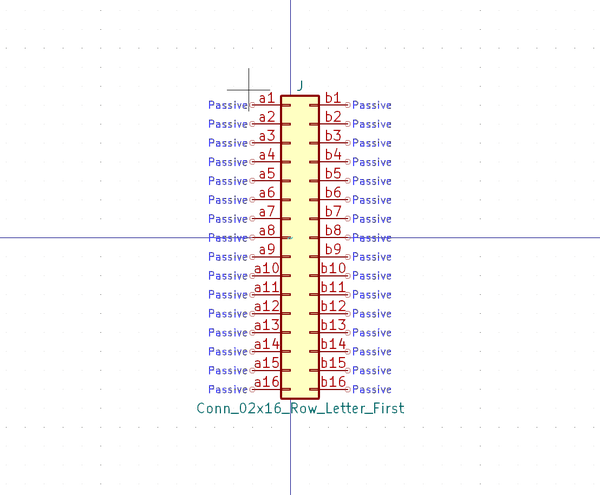 J
Passive a1 b1 Passive
Passive a2 b2 Passive
Passive a3 b3 Passive
Passive a4 b4 Passive
Passive a5 b5 Passive
Passive a6 b6 Passive
Passive a7 b7 Passive
Passive a8 b8 Passive
Passive a9 b9 Passive
Passive a10 b10 Passive
Passive a11 b11 Passive
Passive a12 b12 Passive
Passive a13 b13 Passive
Passive a14 b14 Passive
Passive a15 b15 Passive
Passive a16 b16 Passive
Conn_02x16_Row_Letter_First